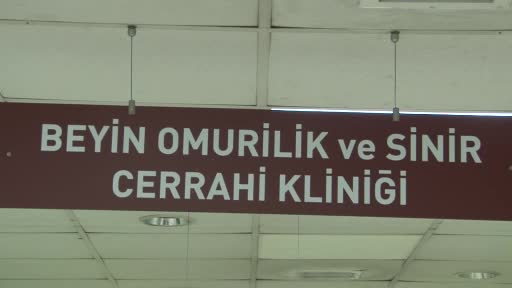 BEYİN OMURİLİK ve SİNİR
CERRAHİ KLİNİĞİ